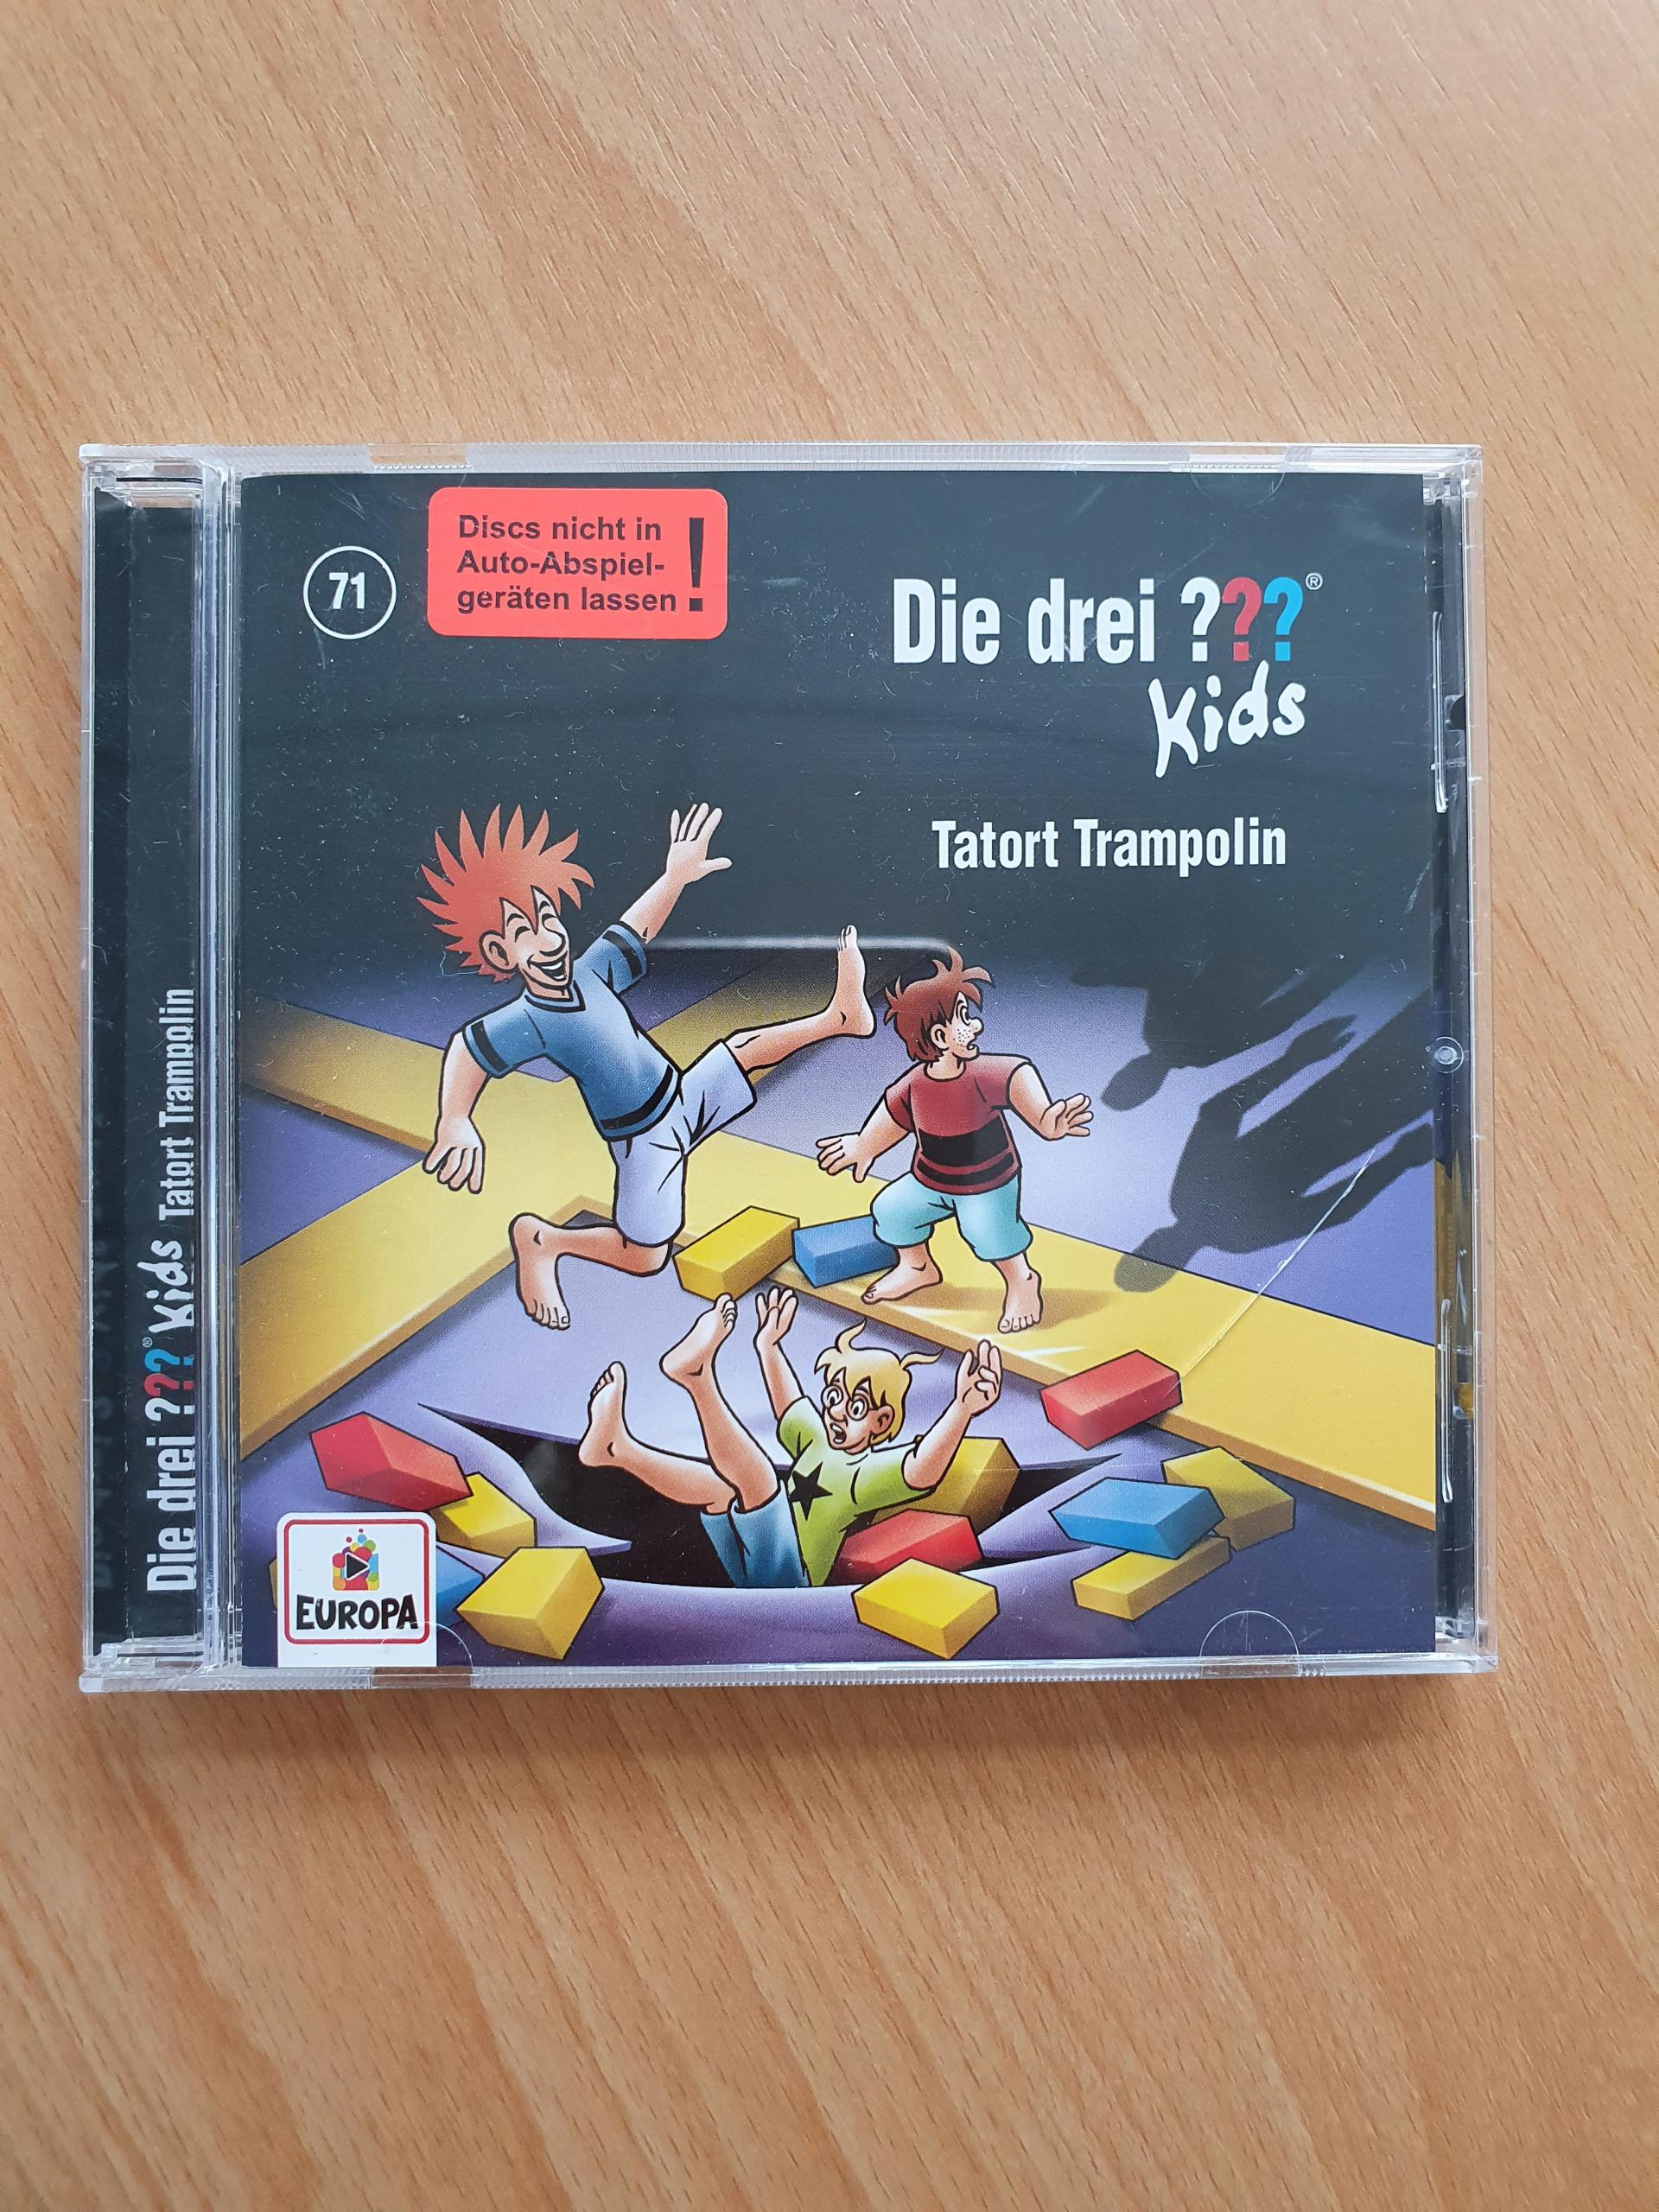 71
Discs nicht in
Auto-Abspiel-
geräten lassen !
Die drei ???®
Kids
Tatort Trampolin
EUROPA
Die drei ???® Kids Tatort Trampolin